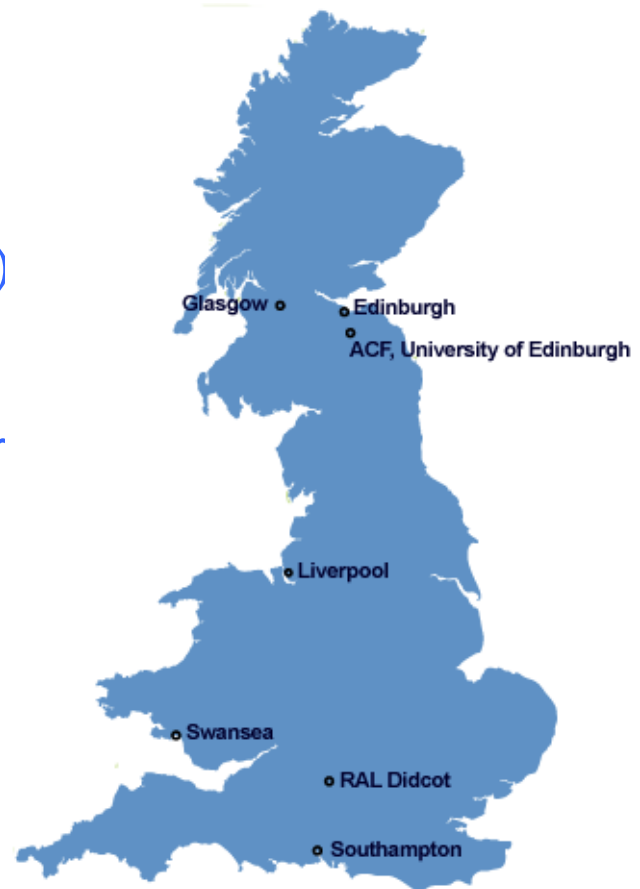 Glasgow
Edinburgh
ACF, University of Edinburgh
Liverpool
Swansea
RAL Didcot
Southampton